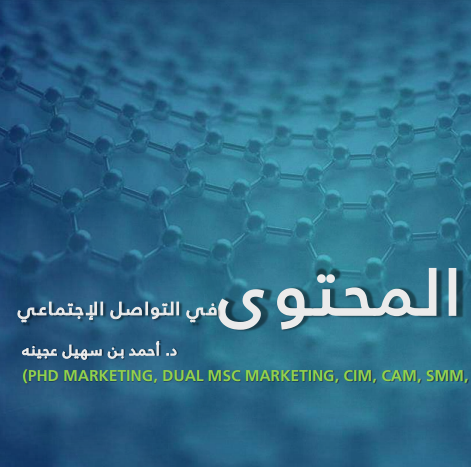 المحتوى في التواصل الإجتماعي
د. أحمد بن سهيل عجينه
(PHD MARKETING, DUAL MSC MARKETING, CIM, CAM, SMM,